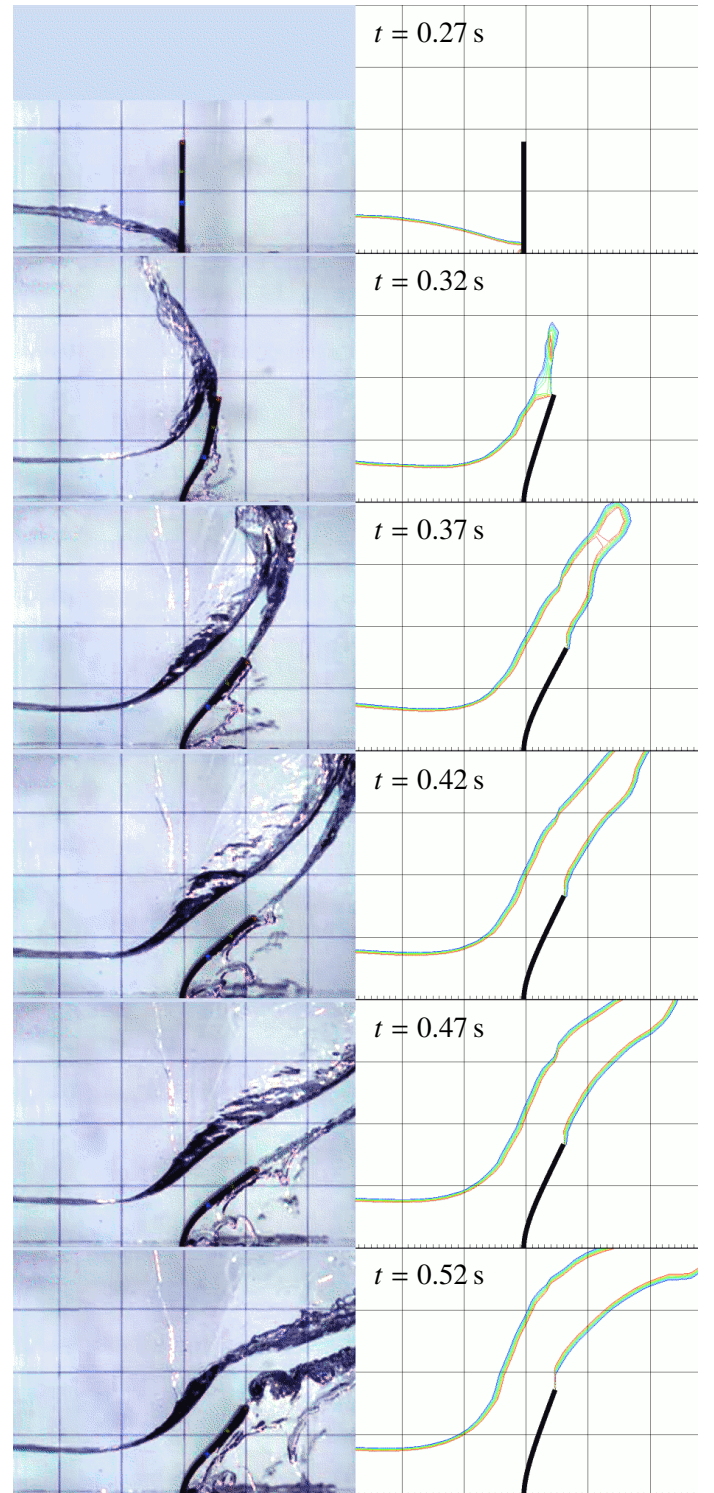 t = 0.27 s
t = 0.32 s
t = 0.37 s
t = 0.42 s
t = 0.47 s
t = 0.52 s